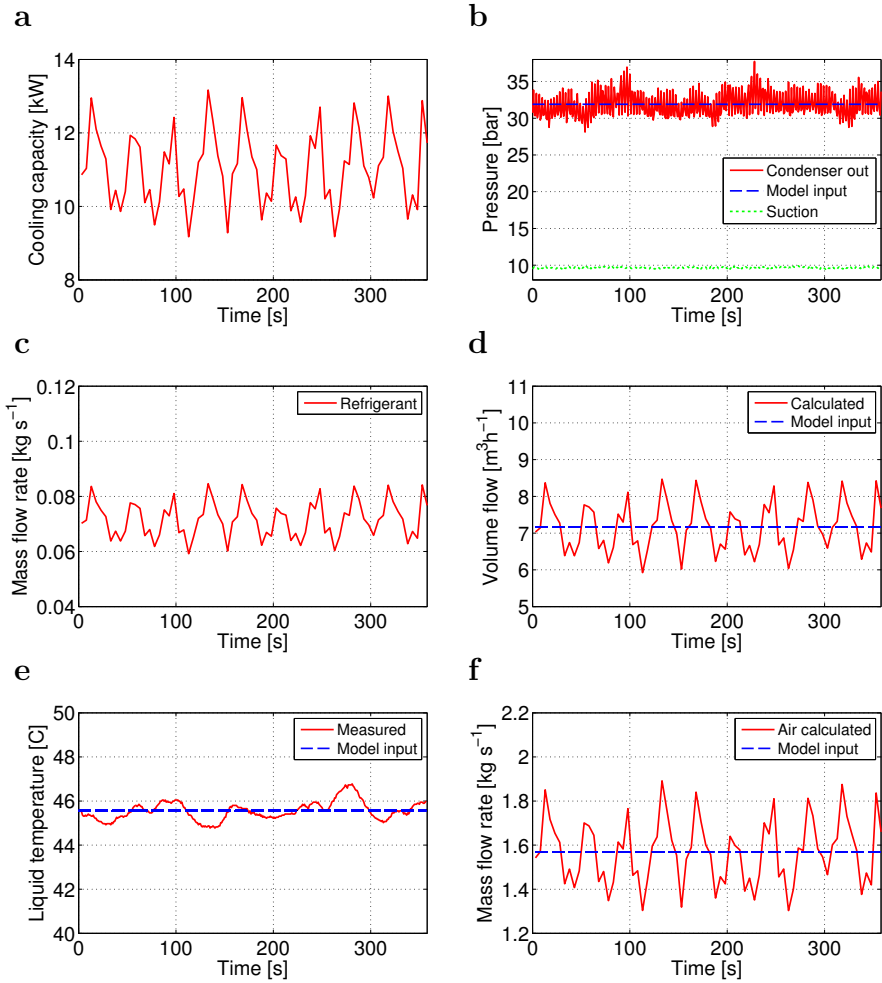 a
Cooling capacity [kW]
14
12
10
8
100
200
300
0
Time [s]
b
Pressure [bar]
35
30
25
20
15
10
0
100
200
300
Time [s]
Condenser out
Model input
Suction
c
Mass flow rate [kg s−1]
0.12
0.1
0.08
0.06
0.04
0
100
200
300
Time [s]
Refrigerant
d
Volume flow [m3h−1]
11
10
9
8
7
6
5
0
100
200
300
Time [s]
Calculated
Model input
e
Liquid temperature [C]
50
48
46
44
42
40
0
100
200
300
Time [s]
Measured
Model input
f
Mass flow rate [kg s−1]
2.2
2
1.8
1.6
1.4
1.2
0
100
200
300
Time [s]
Air calculated
Model input